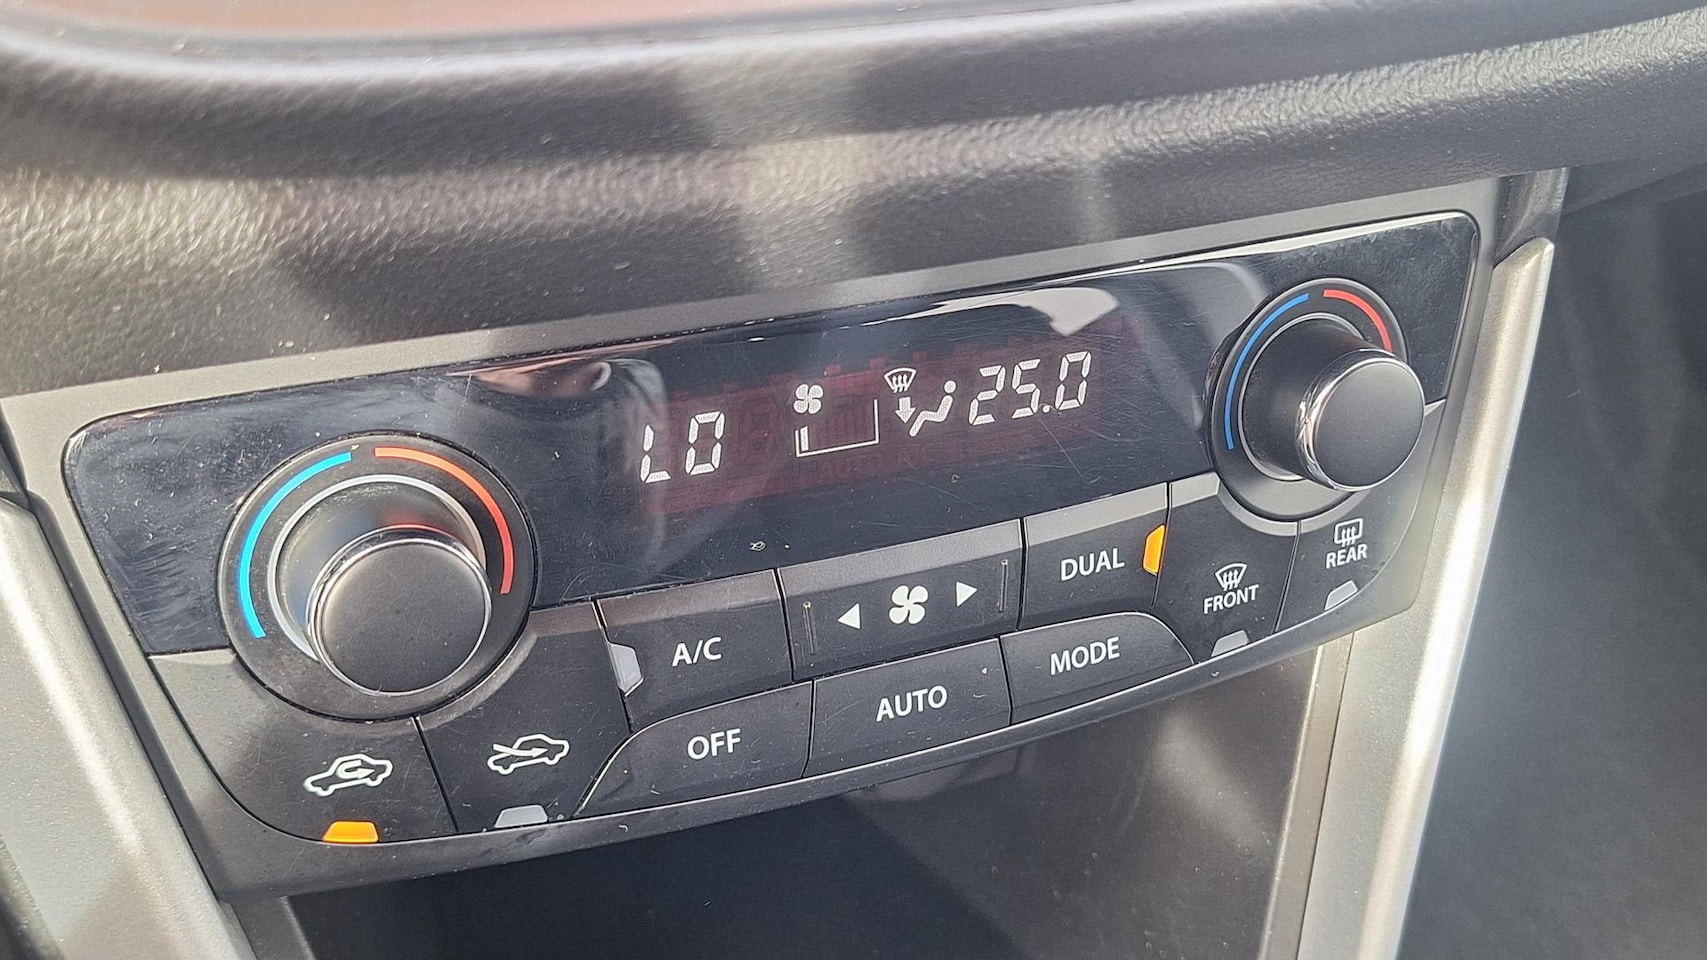 LO 25.0
A/C
DUAL
FRONT
REAR
OFF
AUTO
MODE